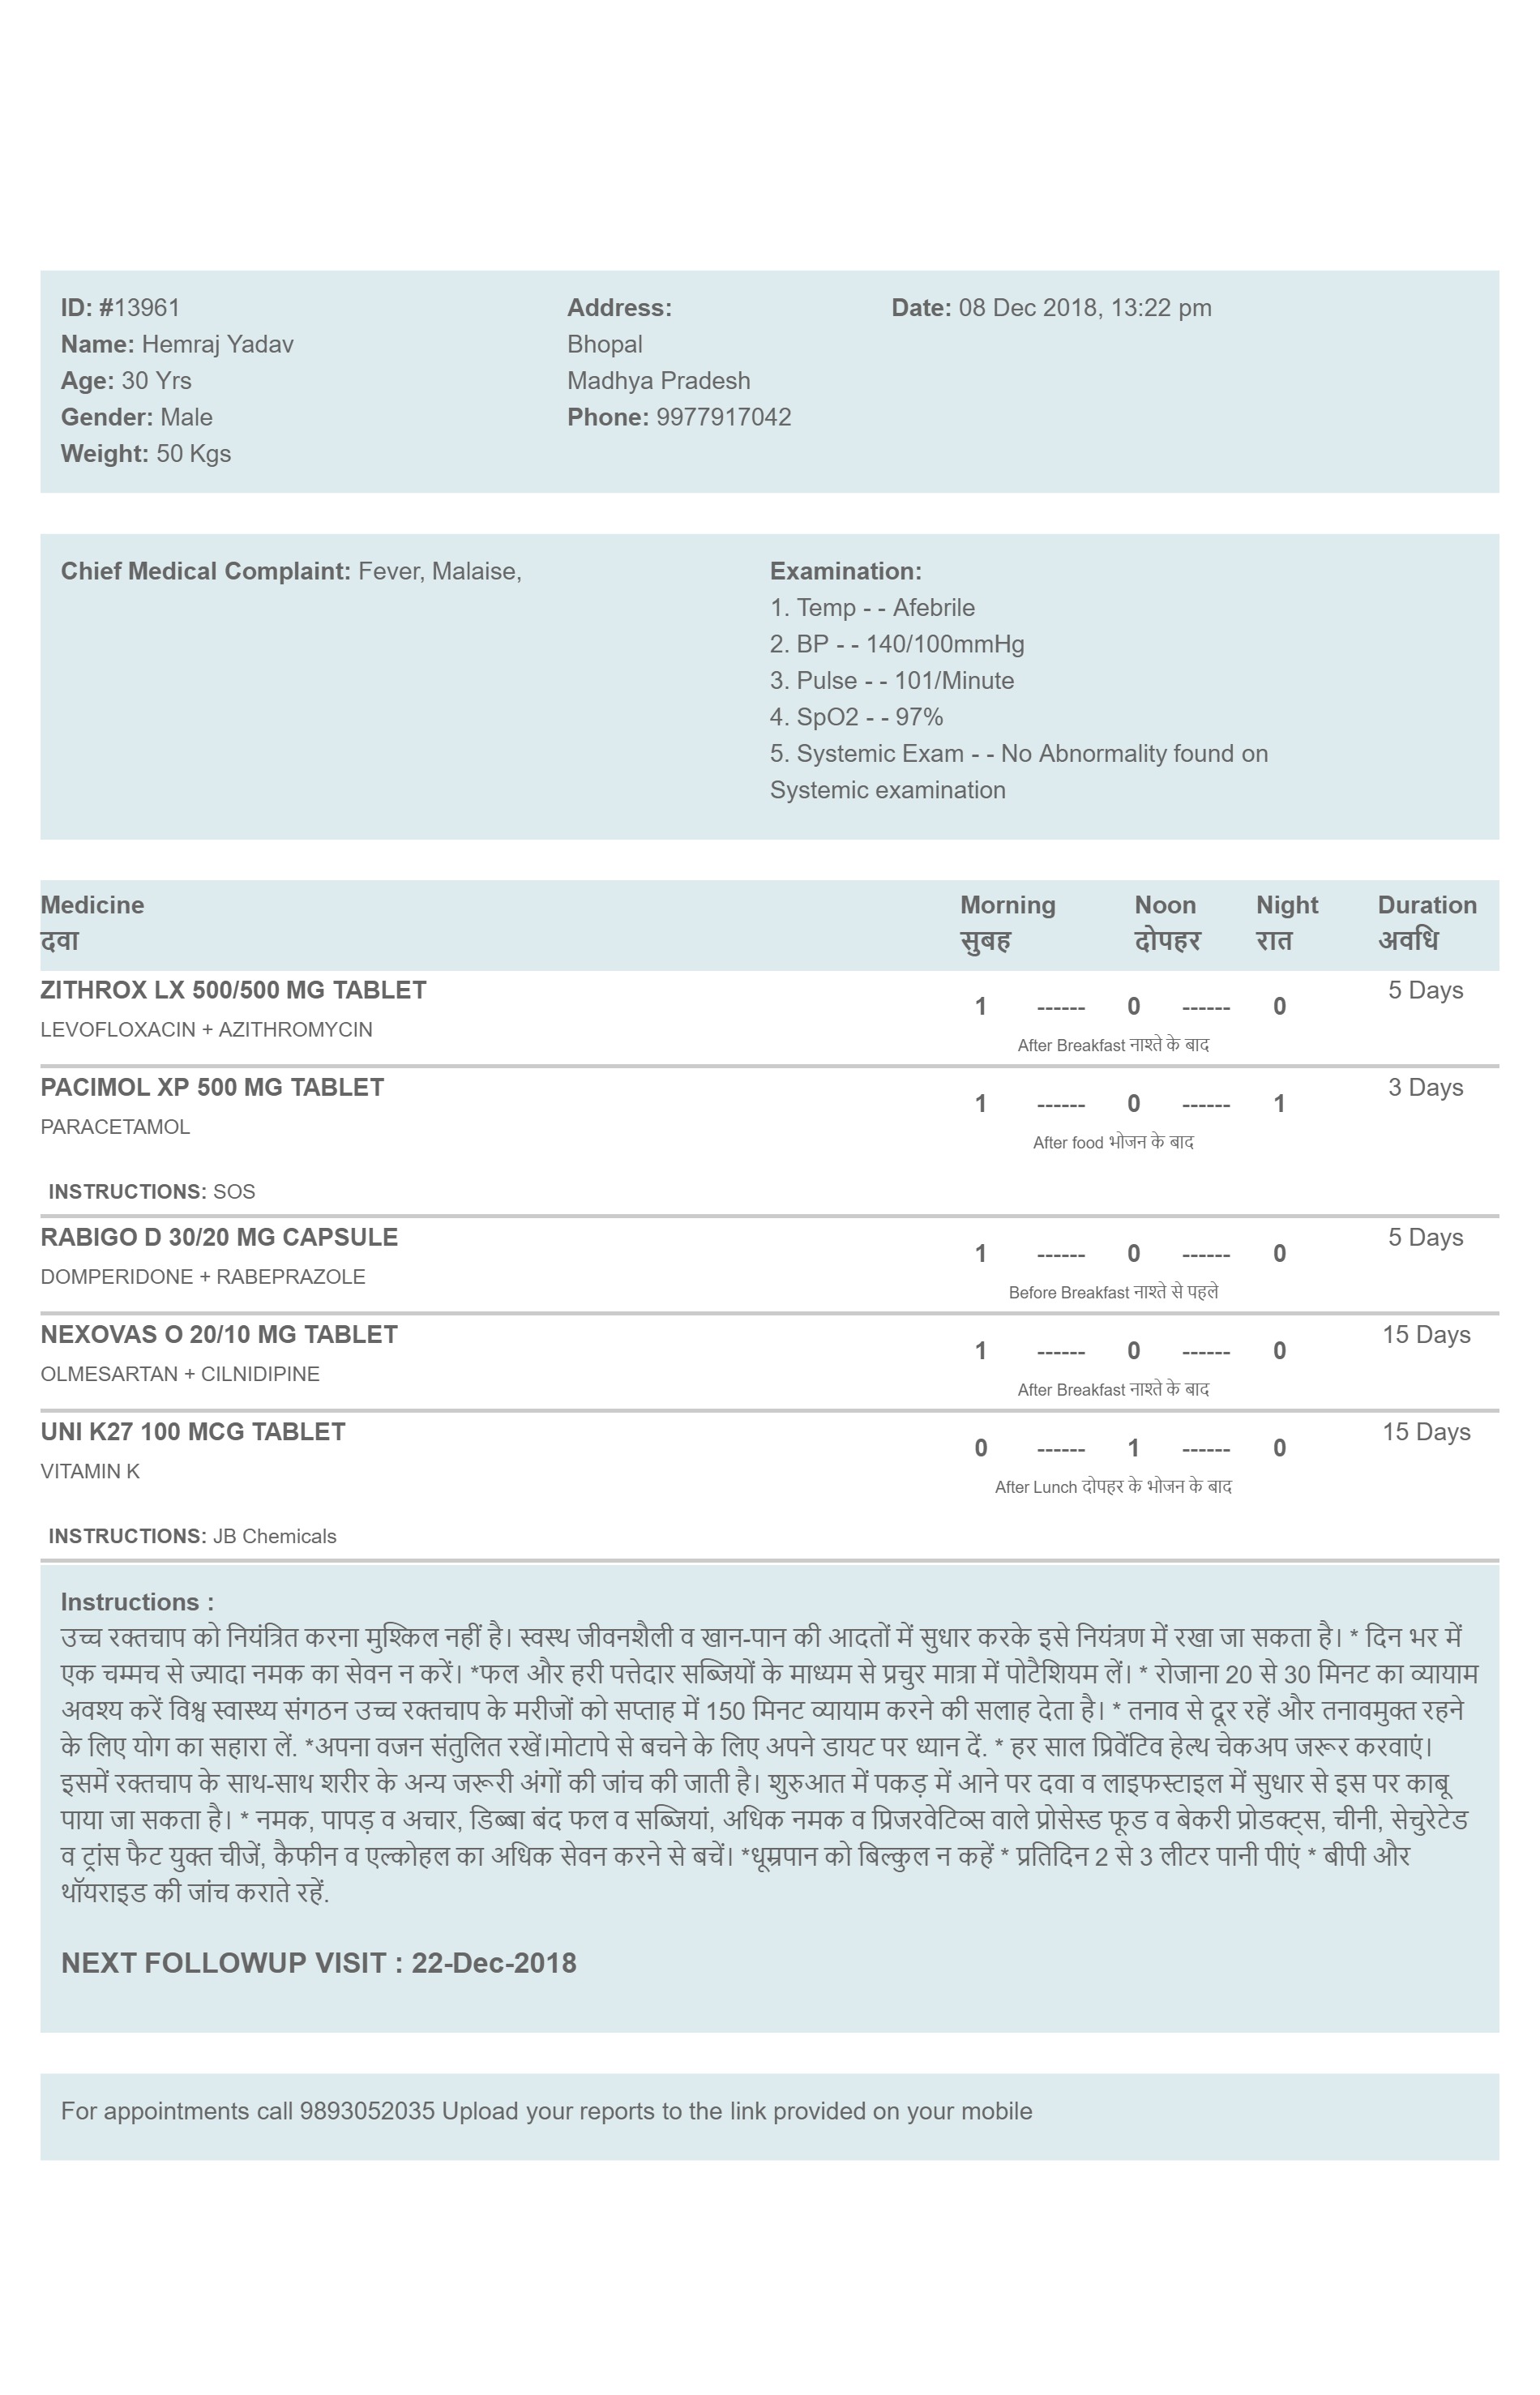 ID: #13961
Name: Hemraj Yadav
Age: 30 Yrs
Gender: Male
Weight: 50 Kgs
Address:
Bhopal
Madhya Pradesh
Phone: 9977917042
Date: 08 Dec 2018, 13:22 pm
Chief Medical Complaint: Fever, Malaise,
Examination:
1. Temp - - Afebrile
2. BP - - 140/100mmHg
3. Pulse - - 101/Minute
4. SpO2 - - 97%
5. Systemic Exam - - No Abnormality found on
Systemic examination
Medicine Morning Noon Night Duration
दवा सुबह दोपहर रात अवधि
ZITHROX LX 500/500 MG TABLET 5 Days
1 ------ 0 ------ 0
LEVOFLOXACIN + AZITHROMYCIN
After Breakfast नाश्ते के बाद
PACIMOL XP 500 MG TABLET 3 Days
1 ------ 0 ------ 1
PARACETAMOL
After food भोजन के बाद
INSTRUCTIONS: SOS
RABIGO D 30/20 MG CAPSULE 5 Days
1 ------ 0 ------ 0
DOMPERIDONE + RABEPRAZOLE
Before Breakfast नाश्ते से पहले
NEXOVAS O 20/10 MG TABLET 15 Days
1 ------ 0 ------ 0
OLMESARTAN + CILNIDIPINE
After Breakfast नाश्ते के बाद
UNI K27 100 MCG TABLET 15 Days
0 ------ 1 ------ 0
VITAMIN K
After Lunch दोपहर के भोजन के बाद
INSTRUCTIONS: JB Chemicals
Instructions :
उच्च रक्तचाप को नियंत्रित करना मुश्किल नहीं है। स्वस्थ जीवनशैली व खान-पान की आदतों में सुधार करके इसे नियंत्रण में रखा जा सकता है। * दिन भर में
एक चम्मच से ज्यादा नमक का सेवन न करें। *फल और हरी पत्तेदार सब्जियों के माध्यम से प्रचुर मात्रा में पोटैशियम लें। * रोजाना 20 से 30 मिनट का व्यायाम
अवश्य करें विश्व स्वास्थ्य संगठन उच्च रक्तचाप के मरीजों को सप्ताह में 150 मिनट व्यायाम करने की सलाह देता है। * तनाव से दूर रहें और तनावमुक्त रहने
के लिए योग का सहारा लें. *अपना वजन संतुलित रखें।मोटापे से बचने के लिए अपने डायट पर ध्यान दें. * हर साल प्रिवेंटिव हेल्थ चेकअप जरूर करवाएं।
इसमें रक्तचाप के साथ-साथ शरीर के अन्य जरूरी अंगों की जांच की जाती है। शुरुआत में पकड़ में आने पर दवा व लाइफस्टाइल में सुधार से इस पर काबू
पाया जा सकता है। * नमक, पापड़ व अचार, डिब्बा बंद फल व सब्जियां, अधिक नमक व प्रिजरवेटिव्स वाले प्रोसेस्ड फूड व बेकरी प्रोडक्ट्स, चीनी, सेचुरेटेड
व ट्रांस फैट युक्त चीजें, कैफीन व एल्कोहल का अधिक सेवन करने से बचें। *धूम्रपान को बिल्कुल न कहें * प्रतिदिन 2 से 3 लीटर पानी पीएं * बीपी और
थॉयराइड की जांच कराते रहें.
NEXT FOLLOWUP VISIT : 22-Dec-2018
For appointments call 9893052035 Upload your reports to the link provided on your mobile